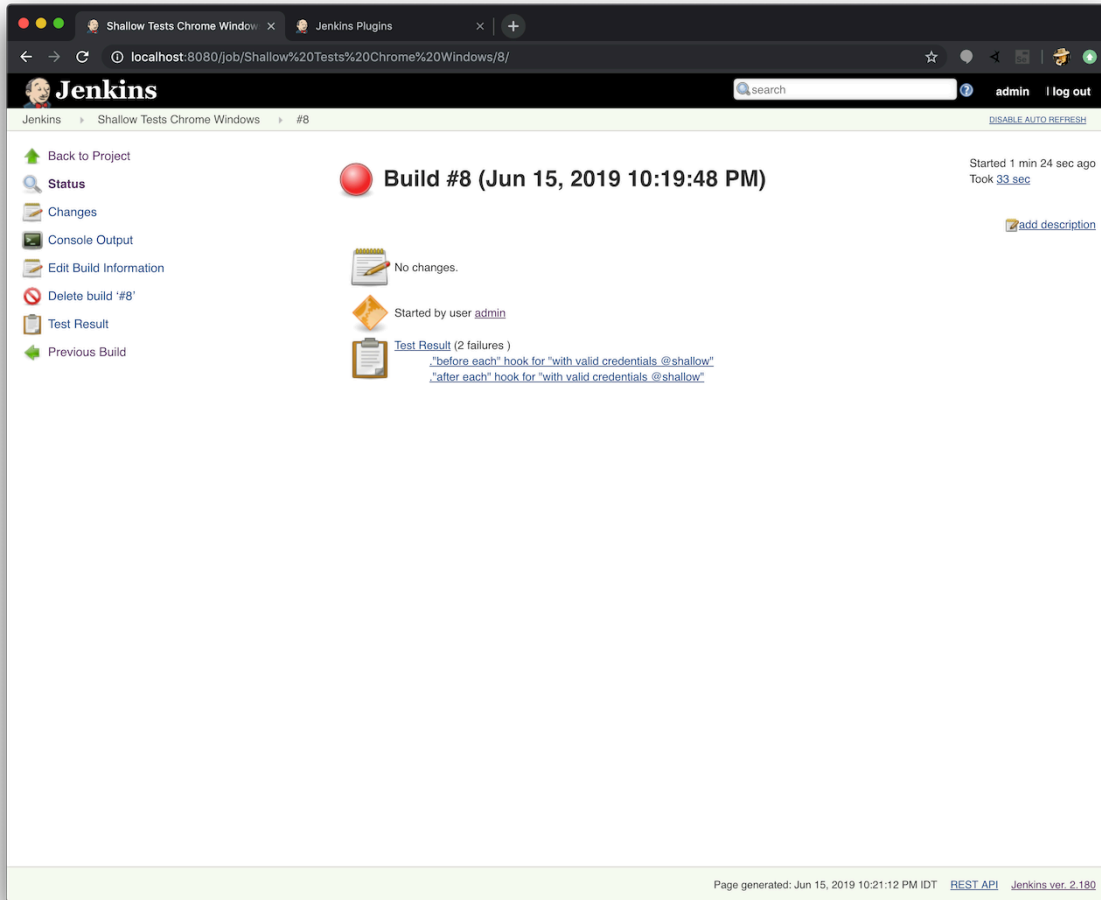 Shallow Tests Chrome Window
Jenkins Plugins
localhost:8080/job/Shallow%20Tests%20Chrome%20Windows/8/
Jenkins
search
admin
| log out
Jenkins
Shallow Tests Chrome Windows
#8
DISABLE AUTO REFRESH
Back to Project
Status
Changes
Console Output
Edit Build Information
Delete build ‘#8’
Test Result
Previous Build
Build #8 (Jun 15, 2019 10:19:48 PM)
Started 1 min 24 sec ago
Took 33 sec
add description
No changes.
Started by user admin
Test Result (2 failures )
."before each" hook for "with valid credentials @shallow"
."after each" hook for "with valid credentials @shallow"
Page generated: Jun 15, 2019 10:21:12 PM IDT
REST API
Jenkins ver. 2.180